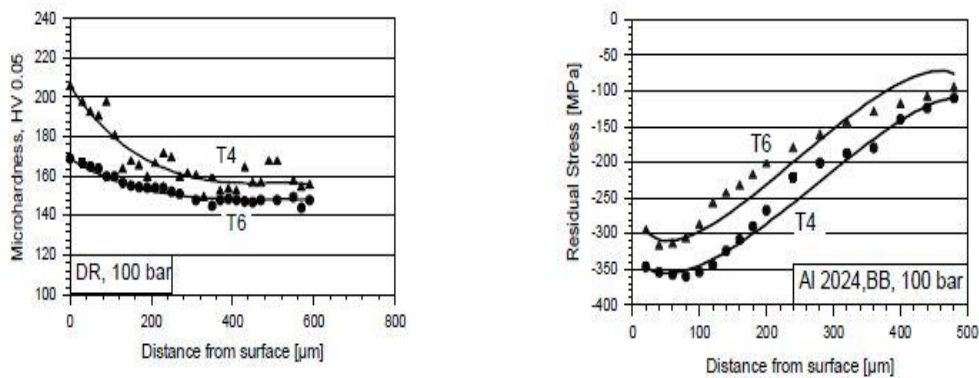 Microhardness, HV 0.05
240
220
200
180
160
140
120
100
T4
T6
DR, 100 bar
0
200
400
600
800
Distance from surface [µm]
Residual Stress [MPa]
0
-50
-100
-150
-200
-250
-300
-350
-400
T6
T4
Al 2024,BB, 100 bar
0
100
200
300
400
500
Distance from surface [µm]